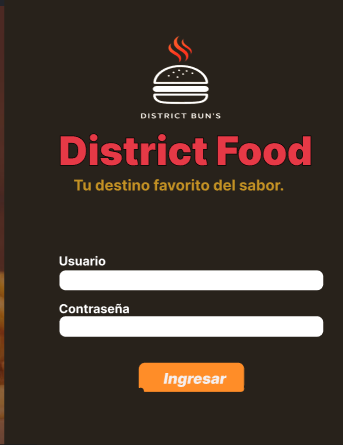 DISTRICT BUN'S
District Food
Tu destino favorito del sabor.
Usuario
Contraseña
Ingresar